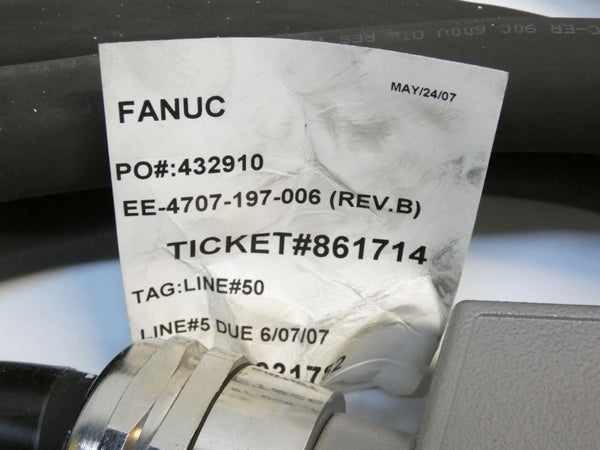 MAY/24/07
FANUC
PO#:432910
EE-4707-197-006 (REV.B)
TICKET#861714
TAG:LINE#50
LINE#5 DUE 6/07/07